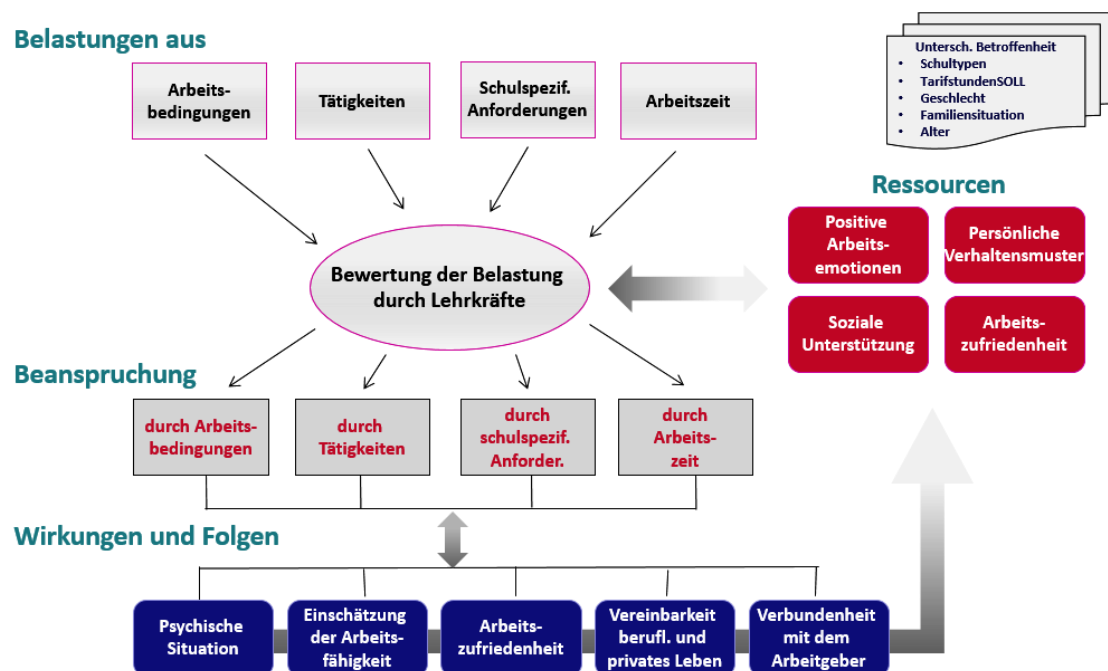 Belastungen aus
Arbeits-
bedingungen
Tätigkeiten
Schulspezif.
Anforderungen
Arbeitszeit
Untersch. Betroffenheit
• Schultypen
• TarifstundenSOLL
• Geschlecht
• Familiensituation
• Alter
Bewertung der Belastung
durch Lehrkräfte
Ressourcen
Positive
Arbeits-
emotionen
Persönliche
Verhaltensmuster
Soziale
Unterstützung
Arbeits-
zufriedenheit
Beanspruchung
durch Arbeits-
bedingungen
durch
Tätigkeiten
durch
schulspezif.
Anforder.
durch
Arbeits-
zeit
Wirkungen und Folgen
Psychische
Situation
Einschätzung
der Arbeits-
fähigkeit
Arbeits-
zufriedenheit
Vereinbarkeit
berufl. und
privates Leben
Verbundenheit
mit dem
Arbeitgeber